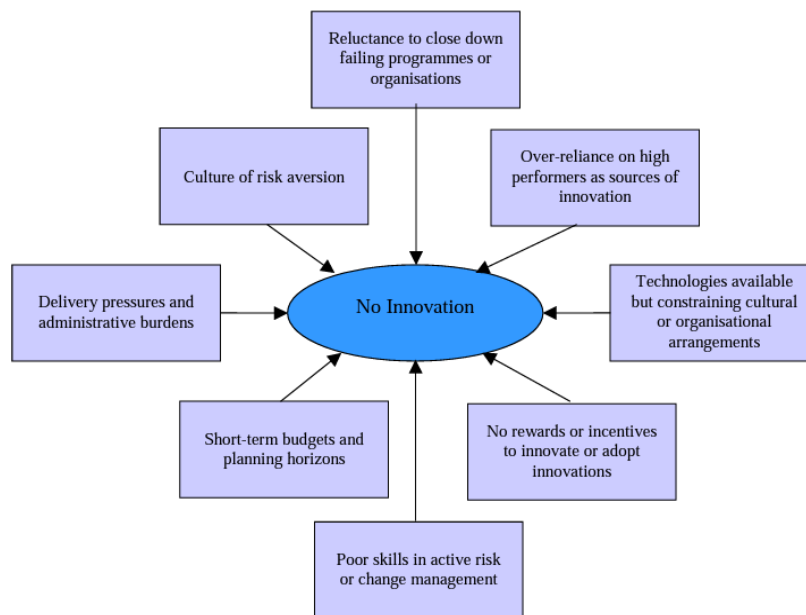 Reluctance to close down
failing programmes or
organisations
Culture of risk aversion
Over-reliance on high
performers as sources of
innovation
Delivery pressures and
administrative burdens
No Innovation
Technologies available
but constraining cultural
or organisational
arrangements
Short-term budgets and
planning horizons
No rewards or incentives
to innovate or adopt
innovations
Poor skills in active risk
or change management